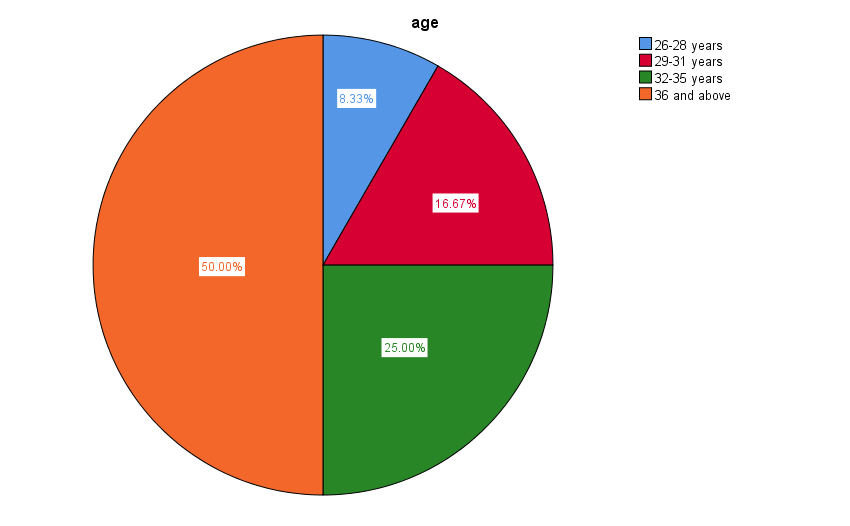 age
26-28 years
29-31 years
32-35 years
36 and above
8.33%
16.67%
50.00%
25.00%